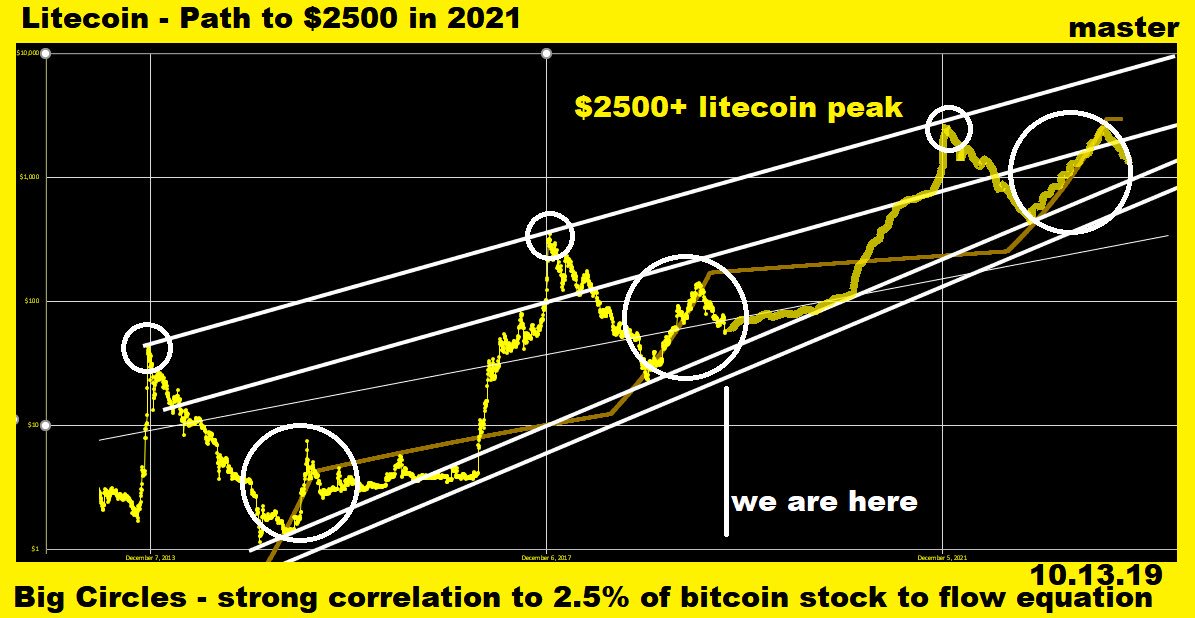 Litecoin - Path to $2500 in 2021
master
$10,000
$2500+ litecoin peak
$1,000
$100
$10
we are here
$1
December 7, 2013
December 6, 2017
December 5, 2021
10.13.19
Big Circles - strong correlation to 2.5% of bitcoin stock to flow equation